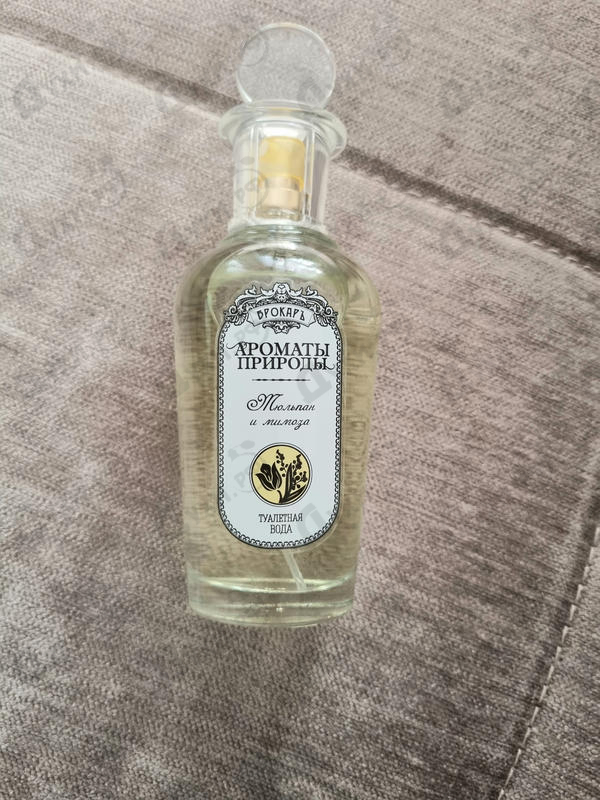 БРОКАРЪ
АРОМАТЫ
ПРИРОДЫ
Тюльпан
и мимоза
ТУАЛЕТНАЯ
ВОДА